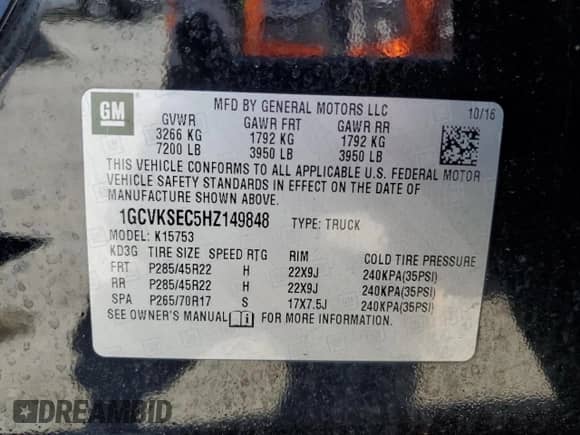 GM
MFD BY GENERAL MOTORS LLC
10/16
GVWR GAWR FRT GAWR RR
3266 KG 1792 KG 1792 KG
7200 LB 3950 LB 3950 LB
THIS VEHICLE CONFORMS TO ALL APPLICABLE U.S. FEDERAL MOTOR
VEHICLE SAFETY STANDARDS IN EFFECT ON THE DATE OF
MANUFACTURE SHOWN ABOVE.
1GCVKSEC5HZ149848 TYPE: TRUCK
MODEL: K15753
KD3G TIRE SIZE SPEED RTG RIM COLD TIRE PRESSURE
FRT P285/45R22 H 22X9J 240KPA(35PSI)
RR P285/45R22 H 22X9J 240KPA(35PSI)
SPA P265/70R17 S 17X7.5J 240KPA(35PSI)
SEE OWNER'S MANUAL FOR MORE INFORMATION.
DREAMBID